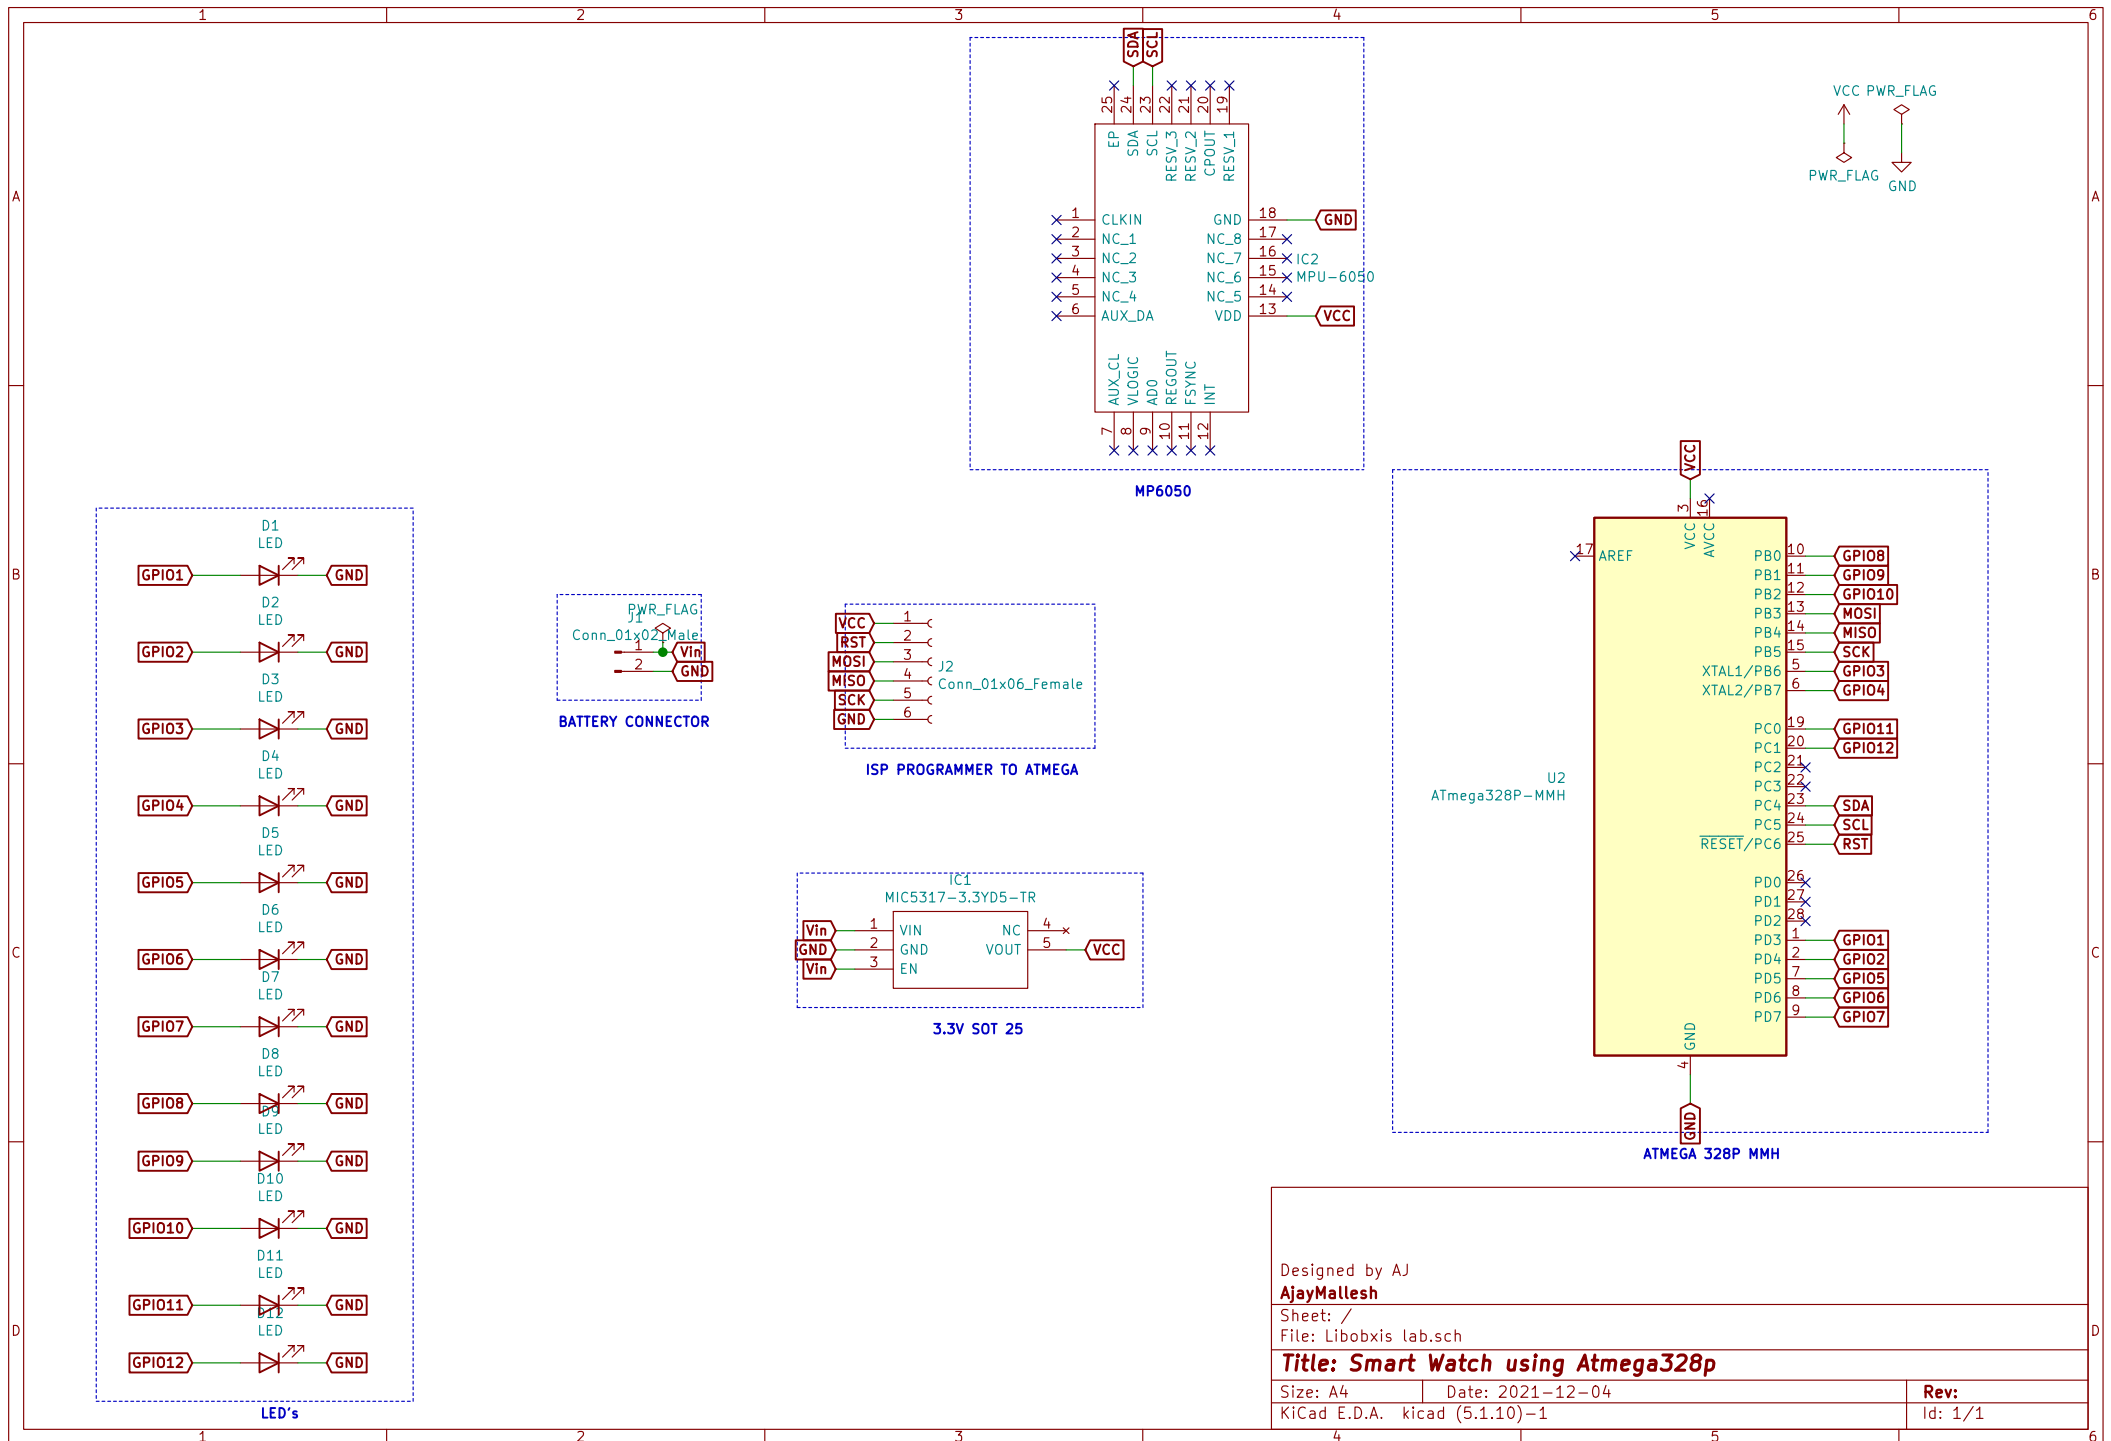 1 2 3 4 5 6
A
B
C
D
A
B
C
D
1 2 3 4 5 6
SDA
SCL
25 24 23 22 21 20 19
EP SDA SCL RESV_3 RESV_2 CPOUT RESV_1
1 CLKIN
2 NC_1
3 NC_2
4 NC_3
5 NC_4
6 AUX_DA
GND 18 GND
NC_8 17
NC_7 16
NC_6 15
NC_5 14
VDD 13 VCC
IC2
MPU-6050
AUX_CL VLOGIC AD0 REGOUT FSYNC INT
7 8 9 10 11 12
MP6050
VCC PWR_FLAG
PWR_FLAG
GND
D1
LED
GPIO1 GND
D2
LED
GPIO2 GND
D3
LED
GPIO3 GND
D4
LED
GPIO4 GND
D5
LED
GPIO5 GND
D6
LED
GPIO6 GND
D7
LED
GPIO7 GND
D8
LED
GPIO8 GND
D9
LED
GPIO9 GND
D10
LED
GPIO10 GND
D11
LED
GPIO11 GND
D12
LED
GPIO12 GND
LED's
PWR_FLAG
J1
Conn_01x02_Male
1 Vin
2 GND
BATTERY CONNECTOR
VCC 1
RST 2
MOSI 3
MISO 4
SCK 5
GND 6
J2
Conn_01x06_Female
ISP PROGRAMMER TO ATMEGA
IC1
MIC5317-3.3YD5-TR
Vin 1 VIN NC 4
GND 2 GND VOUT 5 VCC
Vin 3 EN
3.3V SOT 25
VCC
3 16
VCC AVCC
17 AREF
PB0 10 GPIO8
PB1 11 GPIO9
PB2 12 GPIO10
PB3 13 MOSI
PB4 14 MISO
PB5 15 SCK
XTAL1/PB6 5 GPIO3
XTAL2/PB7 6 GPIO4
PC0 19 GPIO11
PC1 20 GPIO12
PC2 21
PC3 22
PC4 23 SDA
PC5 24 SCL
RESET/PC6 25 RST
PD0 26
PD1 27
PD2 28
PD3 1 GPIO1
PD4 2 GPIO2
PD5 7 GPIO5
PD6 8 GPIO6
PD7 9 GPIO7
U2
ATmega328P-MMH
GND
4
GND
ATMEGA 328P MMH
Designed by AJ
AjayMallesh
Sheet: /
File: Libobxis lab.sch
Title: Smart Watch using Atmega328p
Size: A4 Date: 2021-12-04 Rev:
KiCad E.D.A. kicad (5.1.10)-1 Id: 1/1